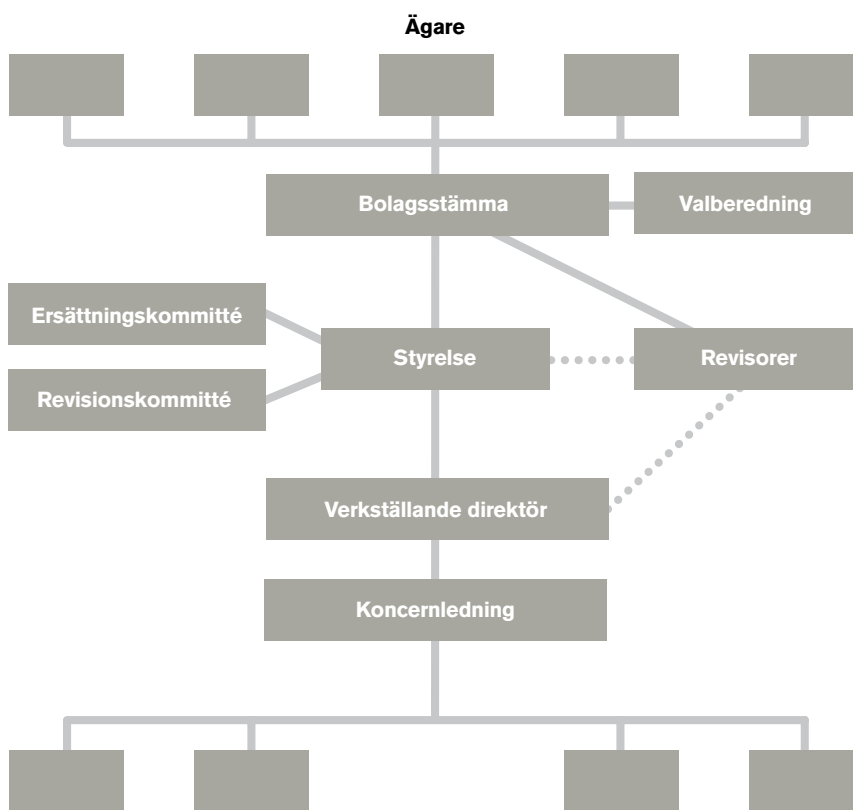 Ägare
Bolagsstämma
Valberedning
Ersättningskommitté
Styrelse
Revisorer
Revisionskommitté
Verkställande direktör
Koncernledning